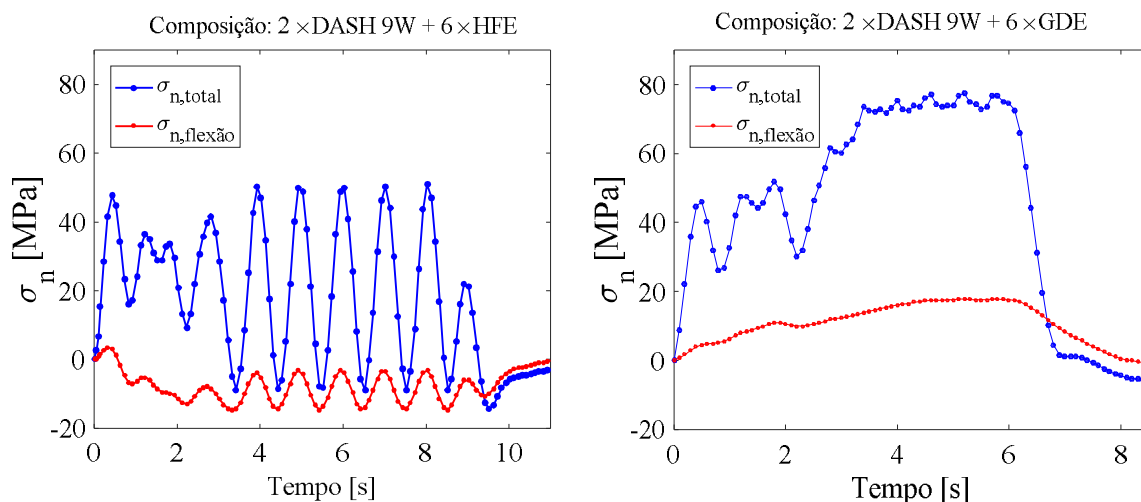 Composição: 2 ×DASH 9W + 6×HFE
σn,total
σn,flexão
80
60
40
20
0
-20
σn [MPa]
0 2 4 6 8 10
Tempo [s]
Composição: 2 ×DASH 9W + 6×GDE
σn,total
σn,flexão
80
60
40
20
0
-20
σn [MPa]
0 2 4 6 8
Tempo [s]